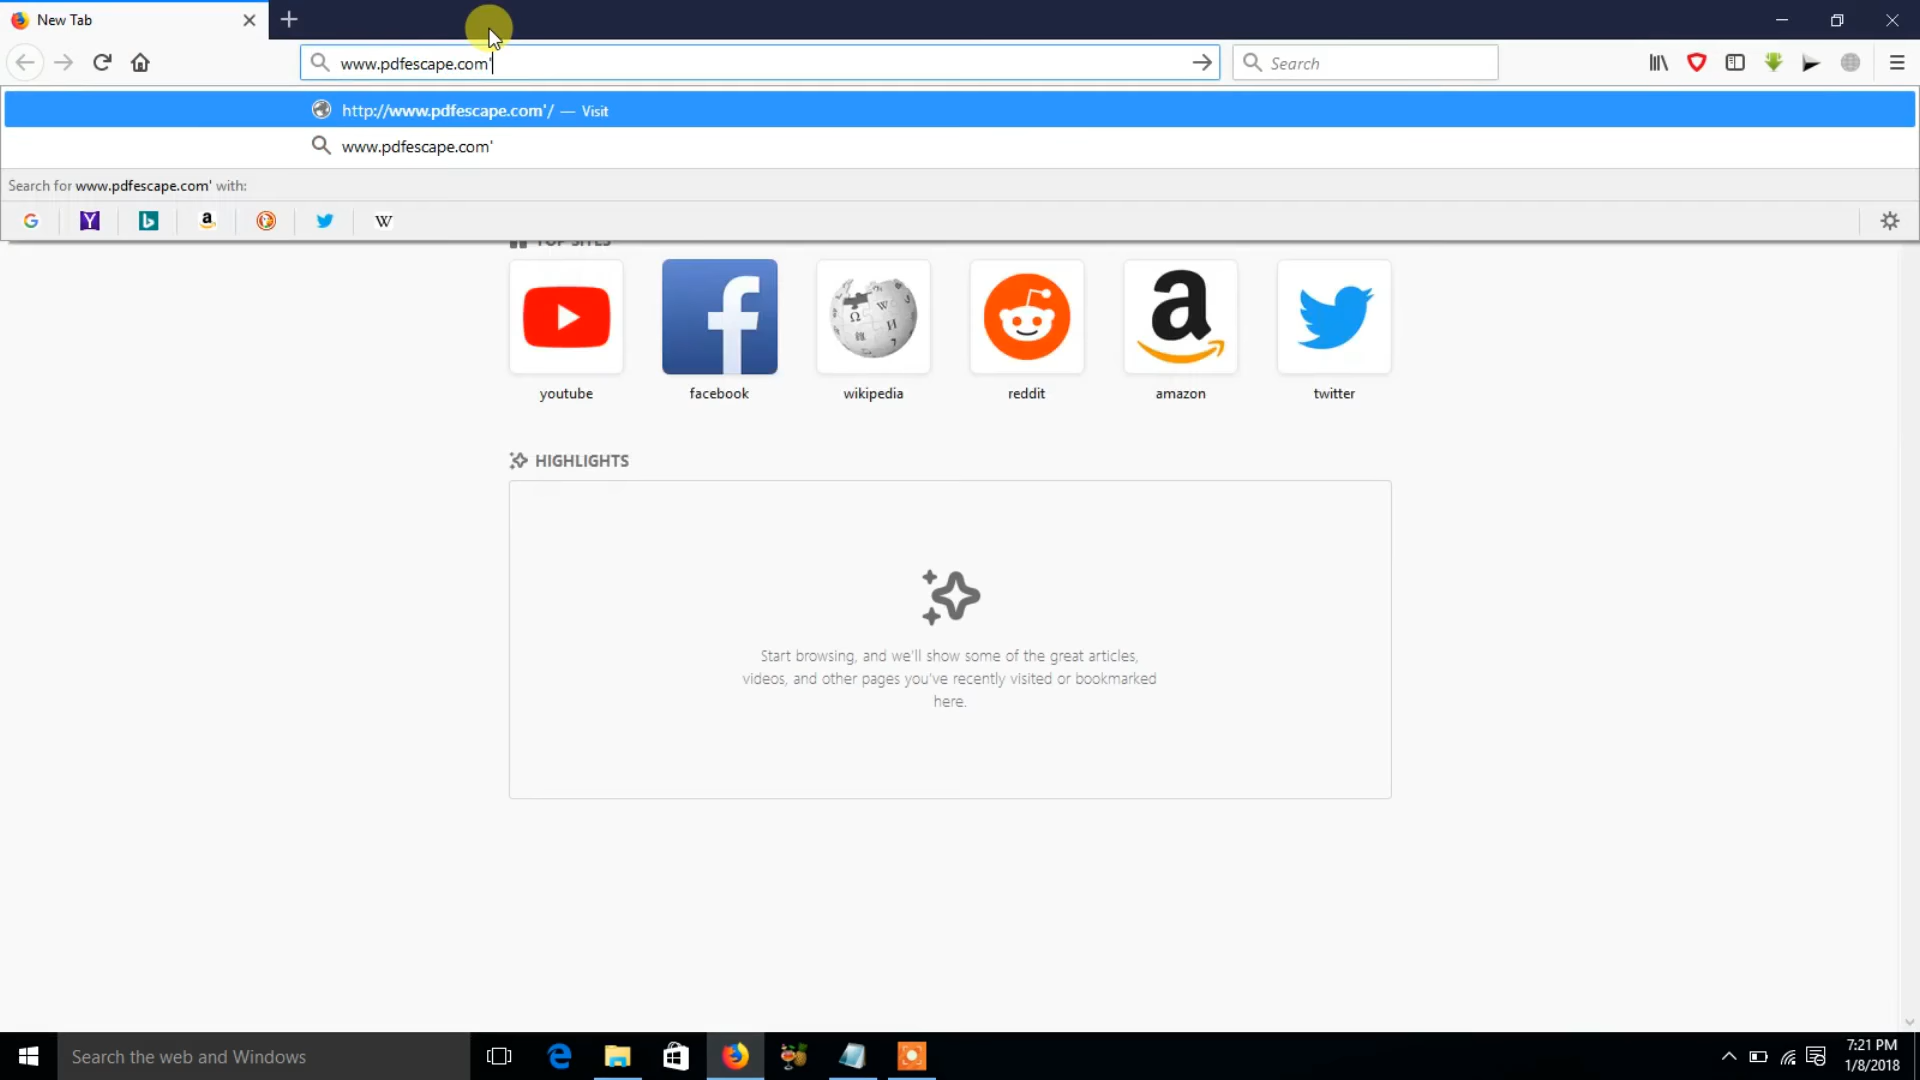 New Tab
www.pdfescape.com'
Search
http://www.pdfescape.com'/ — Visit
www.pdfescape.com'
Search for www.pdfescape.com' with:
TOP SITES
youtube
facebook
wikipedia
reddit
amazon
twitter
HIGHLIGHTS
Start browsing, and we'll show some of the great articles,
videos, and other pages you've recently visited or bookmarked
here.
Search the web and Windows
7:21 PM
1/8/2018